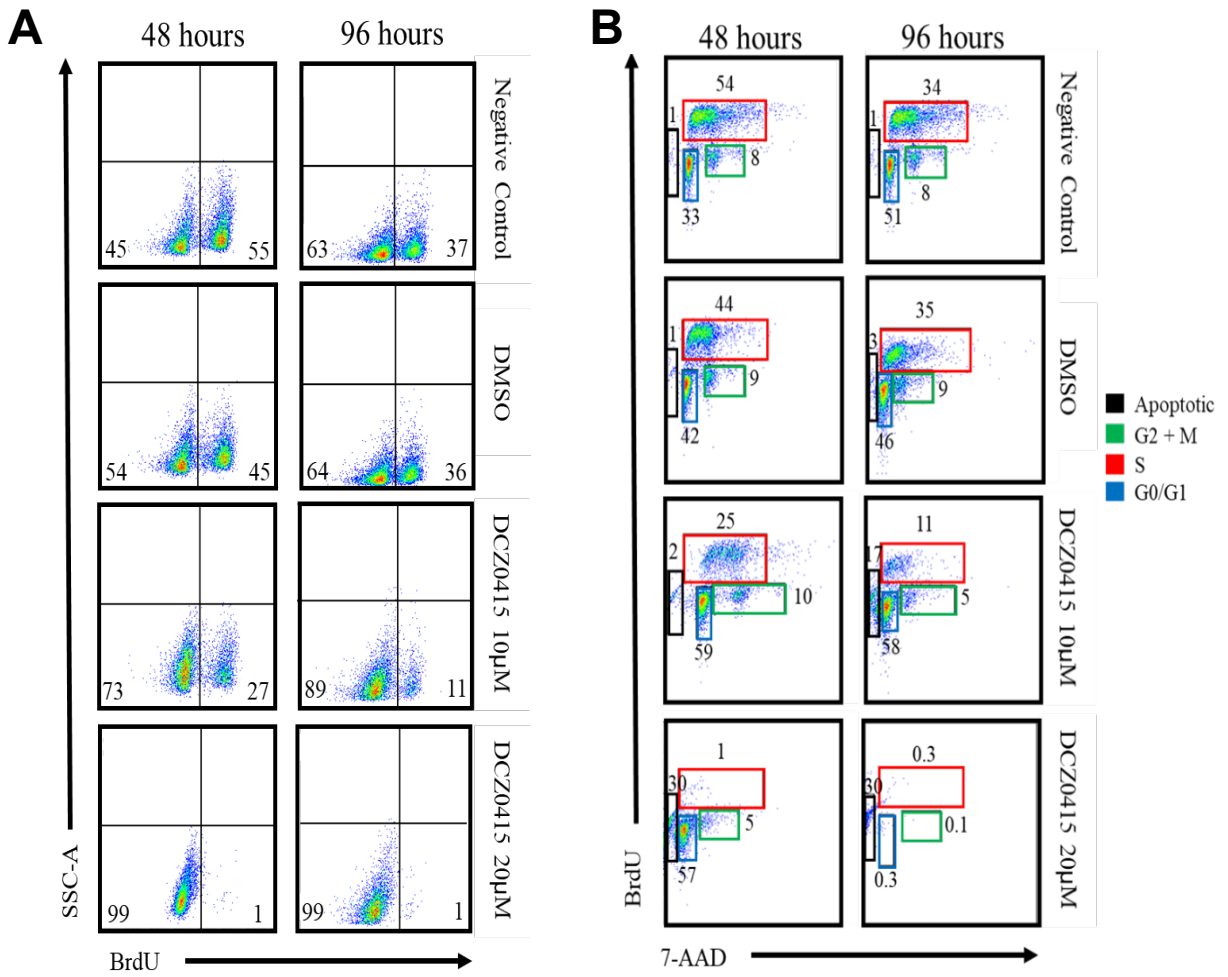 A
B
48 hours
96 hours
48 hours
96 hours
45
55
63
37
Negative Control
54
1
8
33
34
1
8
51
Negative Control
54
45
64
36
DMSO
44
1
9
42
35
3
9
46
DMSO
Apoptotic
G2 + M
S
G0/G1
73
27
89
11
DCZ0415 10µM
25
2
10
59
11
17
5
58
DCZ0415 10µM
99
1
99
1
DCZ0415 20µM
1
30
5
57
0.3
30
0.1
0.3
DCZ0415 20µM
SSC-A
BrdU
BrdU
7-AAD